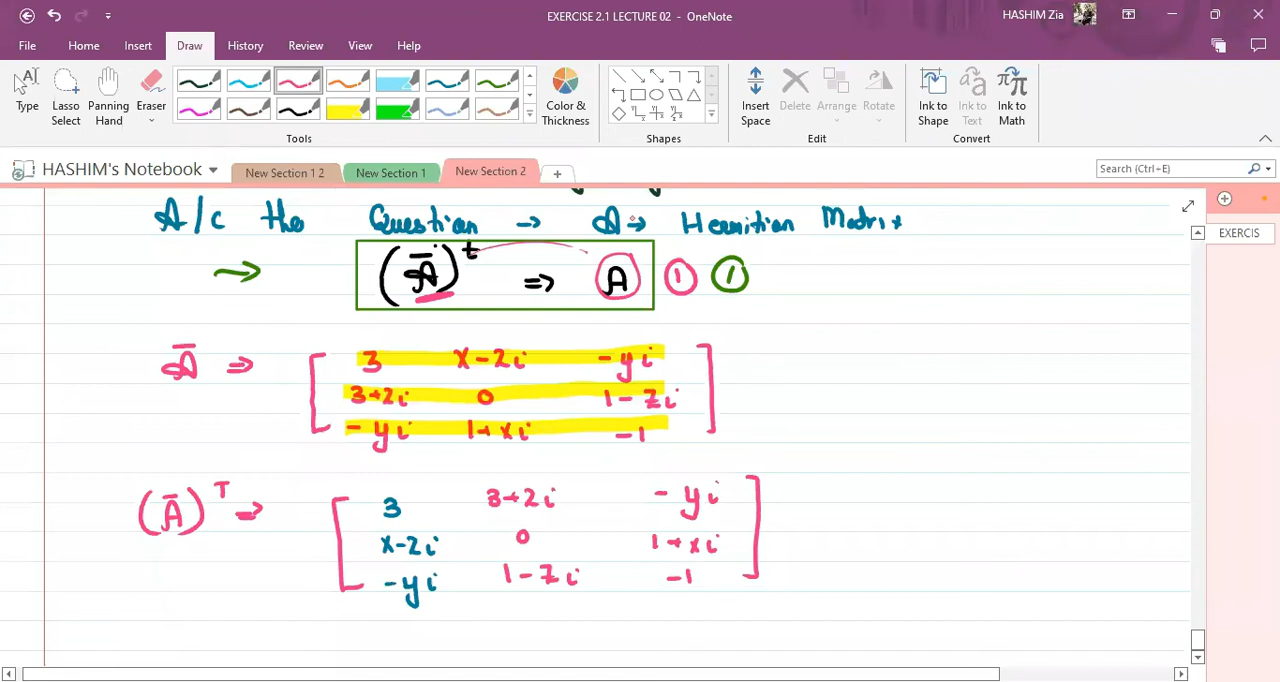 EXERCISE 2.1 LECTURE 02 - OneNote
HASHIM Zia
File Home Insert Draw History Review View Help
Type
Lasso Select
Panning Hand
Eraser
Color & Thickness
Insert Space
Delete
Arrange
Rotate
Ink to Shape
Ink to Text
Ink to Math
Tools
Shapes
Edit
Convert
HASHIM's Notebook
New Section 1 2
New Section 1
New Section 2
Search (Ctrl+E)
EXERCIS
A/c the Question → A → Hermitian Matrix
→ (Ā)ᵗ ⇒ A ① ①
Ā ⇒ [ 3 x-2i -yi
3+2i 0 1-zi
-yi 1+xi -1 ]
(Ā)ᵀ ⇒ [ 3 3+2i -yi
x-2i 0 1+xi
-yi 1-zi -1 ]